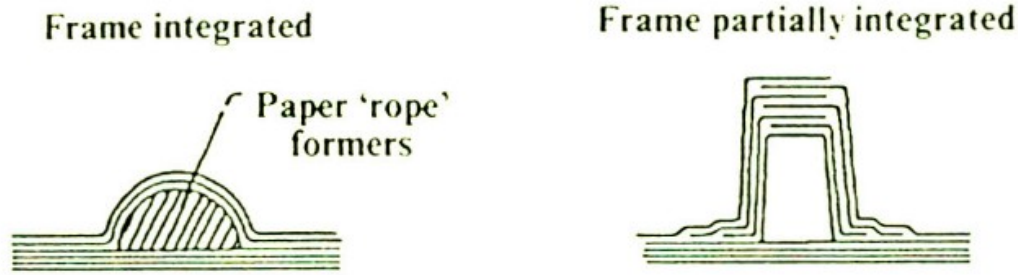 Frame integrated
Paper ‘rope’
formers
Frame partially integrated